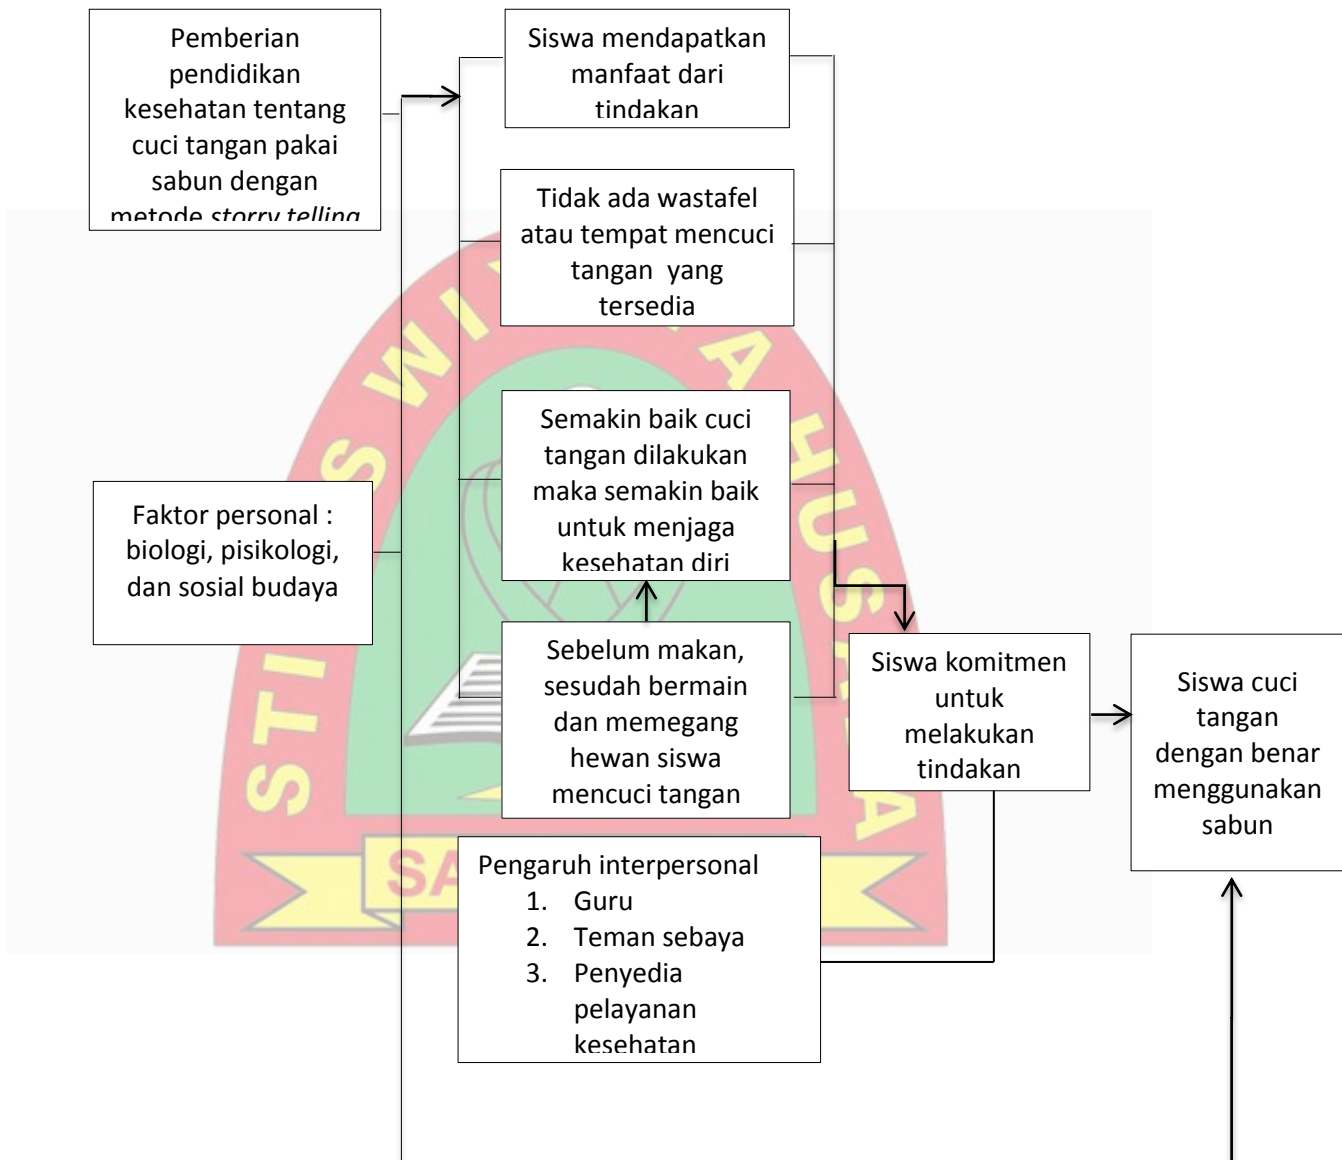 Pemberian
pendidikan
kesehatan tentang
cuci tangan pakai
sabun dengan
metode storry telling
Siswa mendapatkan
manfaat dari
tindakan
Tidak ada wastafel
atau tempat mencuci
tangan yang
tersedia
Semakin baik cuci
tangan dilakukan
maka semakin baik
untuk menjaga
kesehatan diri
Faktor personal :
biologi, pisikologi,
dan sosial budaya
Sebelum makan,
sesudah bermain
dan memegang
hewan siswa
mencuci tangan
Siswa komitmen
untuk
melakukan
tindakan
Siswa cuci
tangan
dengan benar
menggunakan
sabun
Pengaruh interpersonal
1. Guru
2. Teman sebaya
3. Penyedia
pelayanan
kesehatan